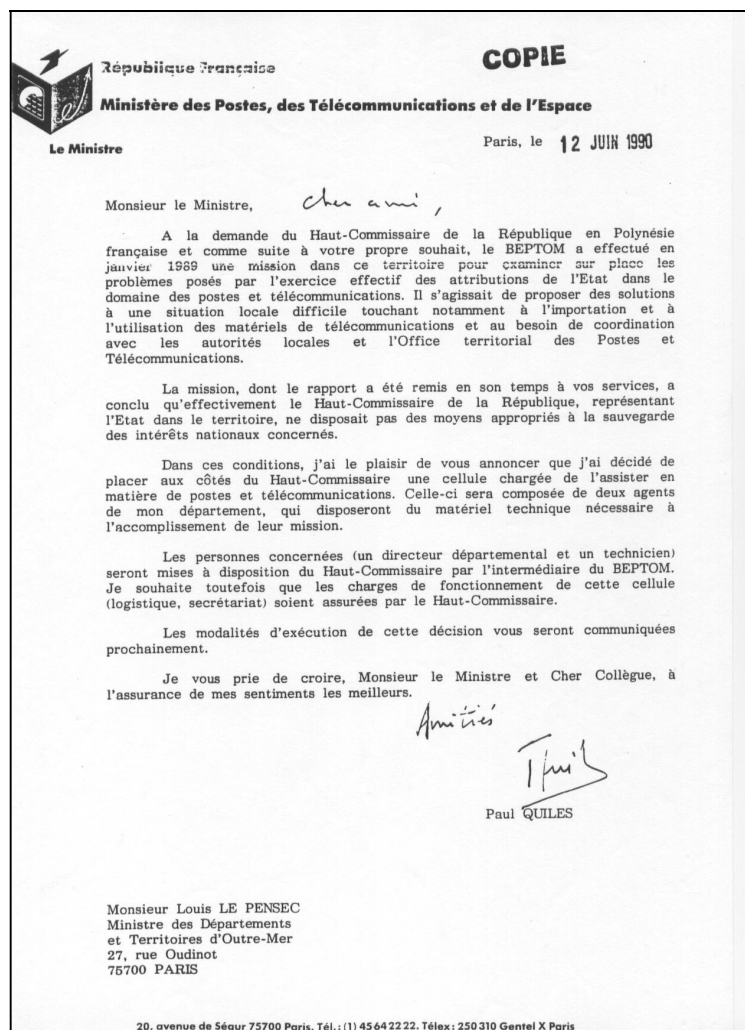 République Française
COPIE
Ministère des Postes, des Télécommunications et de l'Espace
Le Ministre
Paris, le 12 JUIN 1990
Monsieur le Ministre, Cher ami,
A la demande du Haut-Commissaire de la République en Polynésie
française et comme suite à votre propre souhait, le BEPTOM a effectué en
janvier 1989 une mission dans ce territoire pour examiner sur place les
problèmes posés par l'exercice effectif des attributions de l'Etat dans le
domaine des postes et télécommunications. Il s'agissait de proposer des solutions
à une situation locale difficile touchant notamment à l'importation et à
l'utilisation des matériels de télécommunications et au besoin de coordination
avec les autorités locales et l'Office territorial des Postes et
Télécommunications.
La mission, dont le rapport a été remis en son temps à vos services, a
conclu qu'effectivement le Haut-Commissaire de la République, représentant
l'Etat dans le territoire, ne disposait pas des moyens appropriés à la sauvegarde
des intérêts nationaux concernés.
Dans ces conditions, j'ai le plaisir de vous annoncer que j'ai décidé de
placer aux côtés du Haut-Commissaire une cellule chargée de l'assister en
matière de postes et télécommunications. Celle-ci sera composée de deux agents
de mon département, qui disposeront du matériel technique nécessaire à
l'accomplissement de leur mission.
Les personnes concernées (un directeur départemental et un technicien)
seront mises à disposition du Haut-Commissaire par l'intermédiaire du BEPTOM.
Je souhaite toutefois que les charges de fonctionnement de cette cellule
(logistique, secrétariat) soient assurées par le Haut-Commissaire.
Les modalités d'exécution de cette décision vous seront communiquées
prochainement.
Je vous prie de croire, Monsieur le Ministre et Cher Collègue, à
l'assurance de mes sentiments les meilleurs.
Amitiés
Paul QUILES
Monsieur Louis LE PENSEC
Ministre des Départements
et Territoires d'Outre-Mer
27, rue Oudinot
75700 PARIS
20, avenue de Ségur 75700 Paris. Tél.: (1) 45 64 22 22. Télex: 250 310 Gentel X Paris